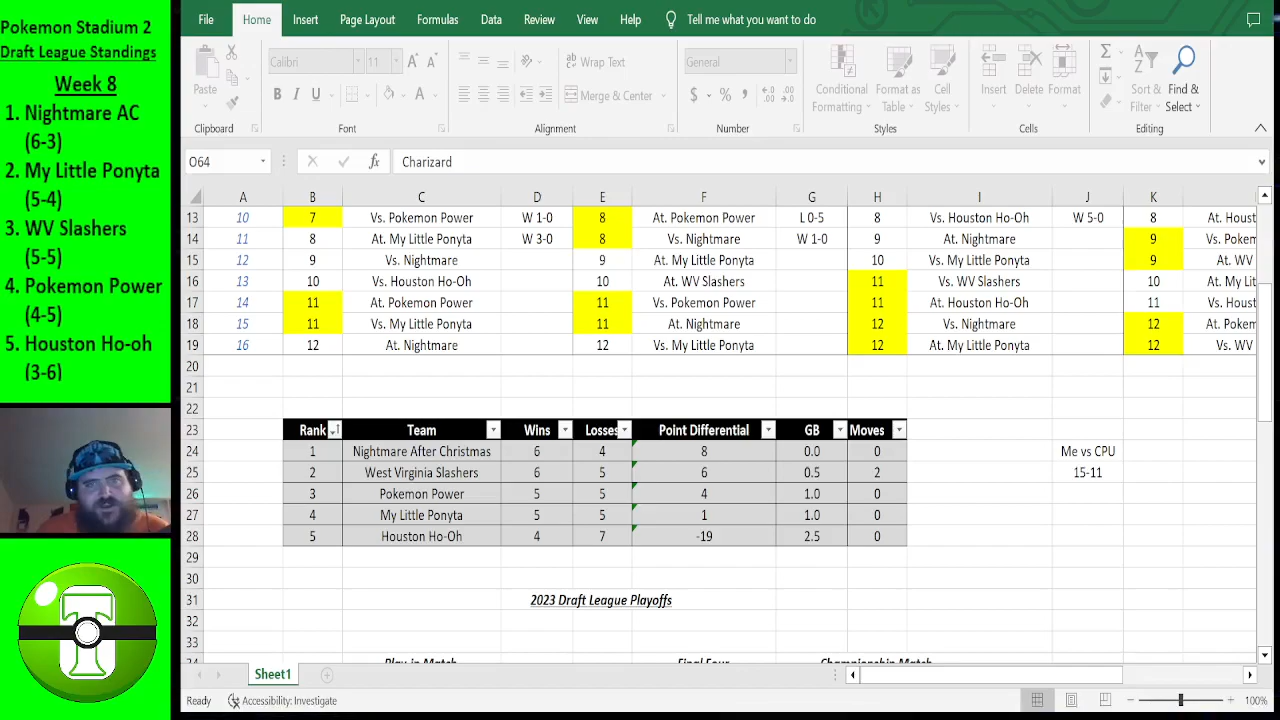 Pokemon Stadium 2
Draft League Standings
Week 8
1. Nightmare AC
(6-3)
2. My Little Ponyta
(5-4)
3. WV Slashers
(5-5)
4. Pokemon Power
(4-5)
5. Houston Ho-oh
(3-6)
File Home Insert Page Layout Formulas Data Review View Help Tell me what you want to do
Paste Calibri 11 A A B I U A Wrap Text Merge & Center General $ % Conditional Formatting Format as Table Cell Styles Insert Delete Format Sort & Filter Find & Select
Clipboard Font Alignment Number Styles Cells Editing
O64 fx Charizard
A B C D E F G H I J K
13 10 7 Vs. Pokemon Power W 1-0 8 At. Pokemon Power L 0-5 8 Vs. Houston Ho-Oh W 5-0 8 At. Houst
14 11 8 At. My Little Ponyta W 3-0 8 Vs. Nightmare W 1-0 9 At. Nightmare 9 Vs. Poken
15 12 9 Vs. Nightmare 9 At. My Little Ponyta 10 Vs. My Little Ponyta 9 At. WV
16 13 10 Vs. Houston Ho-Oh 10 At. WV Slashers 11 Vs. WV Slashers 10 At. My Lit
17 14 11 At. Pokemon Power 11 Vs. Pokemon Power 11 At. Houston Ho-Oh 11 Vs. Houst
18 15 11 Vs. My Little Ponyta 11 At. Nightmare 12 Vs. Nightmare 12 At. Poken
19 16 12 At. Nightmare 12 Vs. My Little Ponyta 12 At. My Little Ponyta 12 Vs. WV
20
21
22
23 Rank Team Wins Losses Point Differential GB Moves
24 1 Nightmare After Christmas 6 4 8 0.0 0 Me vs CPU
25 2 West Virginia Slashers 6 5 6 0.5 2 15-11
26 3 Pokemon Power 5 5 4 1.0 0
27 4 My Little Ponyta 5 5 1 1.0 0
28 5 Houston Ho-Oh 4 7 -19 2.5 0
29
30
31 2023 Draft League Playoffs
32
33
34 Play-in Match Final Four Championship Match
Sheet1
Ready Accessibility: Investigate 100%